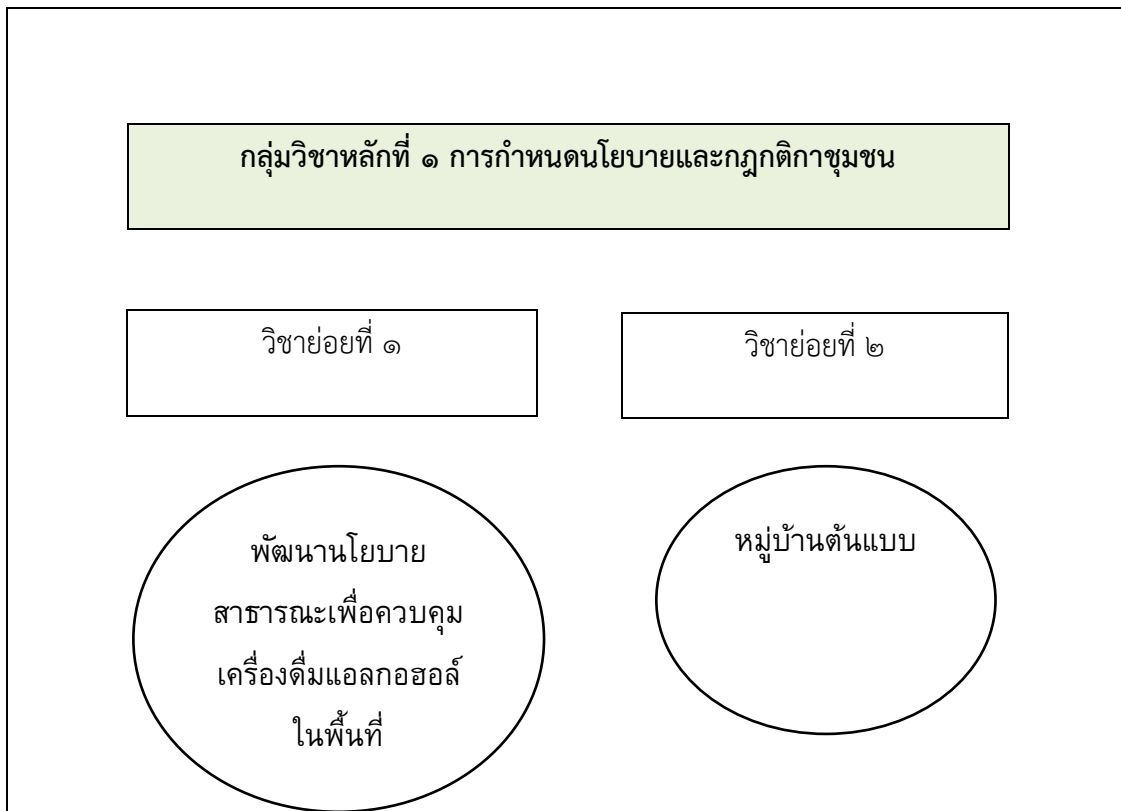 กลุ่มวิชาหลักที่ ๑ การกำหนดนโยบายและกฎกติกาชุมชน
วิชาย่อยที่ ๑
วิชาย่อยที่ ๒
พัฒนานโยบาย
สาธารณะเพื่อควบคุม
เครื่องดื่มแอลกอฮอล์
ในพื้นที่
หมู่บ้านต้นแบบ